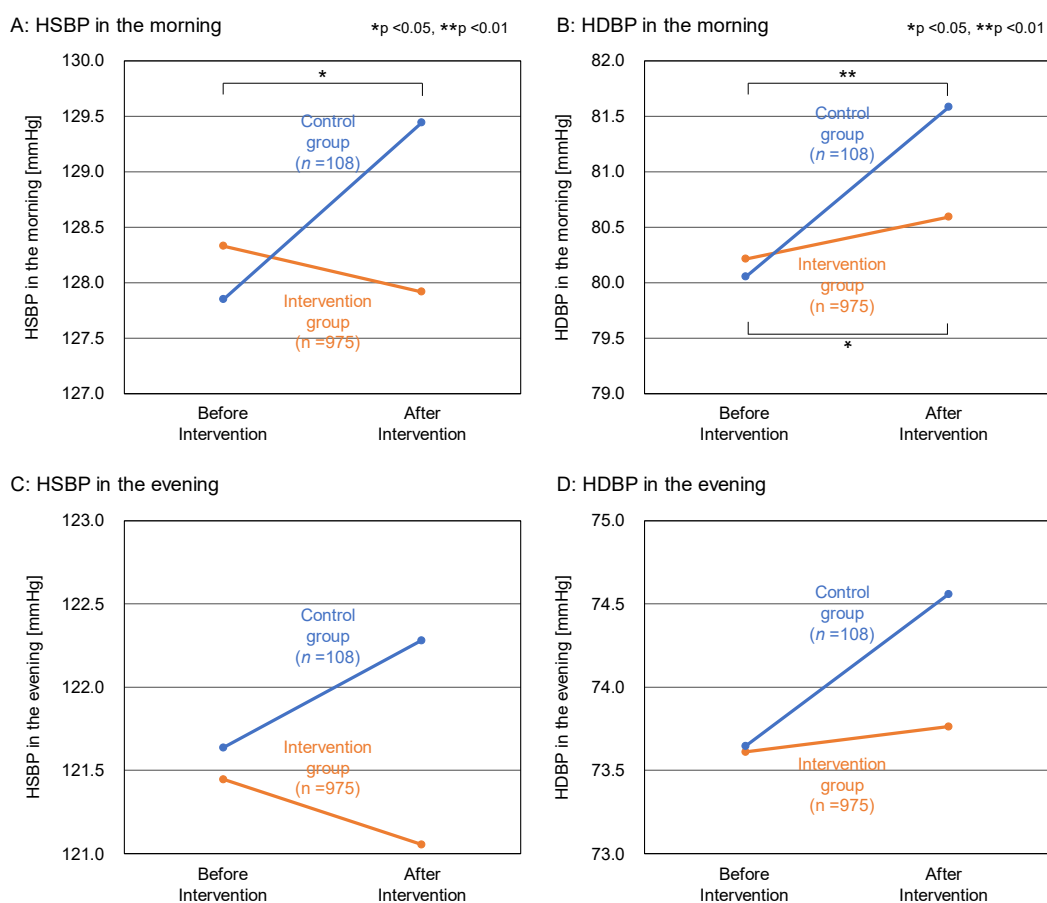 A: HSBP in the morning
*p <0.05, **p <0.01
HSBP in the morning [mmHg]
130.0
129.5
129.0
128.5
128.0
127.5
127.0
*
Control
group
(n =108)
Intervention
group
(n =975)
Before
Intervention
After
Intervention
B: HDBP in the morning
*p <0.05, **p <0.01
HDBP in the morning [mmHg]
82.0
81.5
81.0
80.5
80.0
79.5
79.0
**
Control
group
(n =108)
Intervention
group
(n =975)
*
Before
Intervention
After
Intervention
C: HSBP in the evening
HSBP in the evening [mmHg]
123.0
122.5
122.0
121.5
121.0
Control
group
(n =108)
Intervention
group
(n =975)
Before
Intervention
After
Intervention
D: HDBP in the evening
HDBP in the evening [mmHg]
75.0
74.5
74.0
73.5
73.0
Control
group
(n =108)
Intervention
group
(n =975)
Before
Intervention
After
Intervention